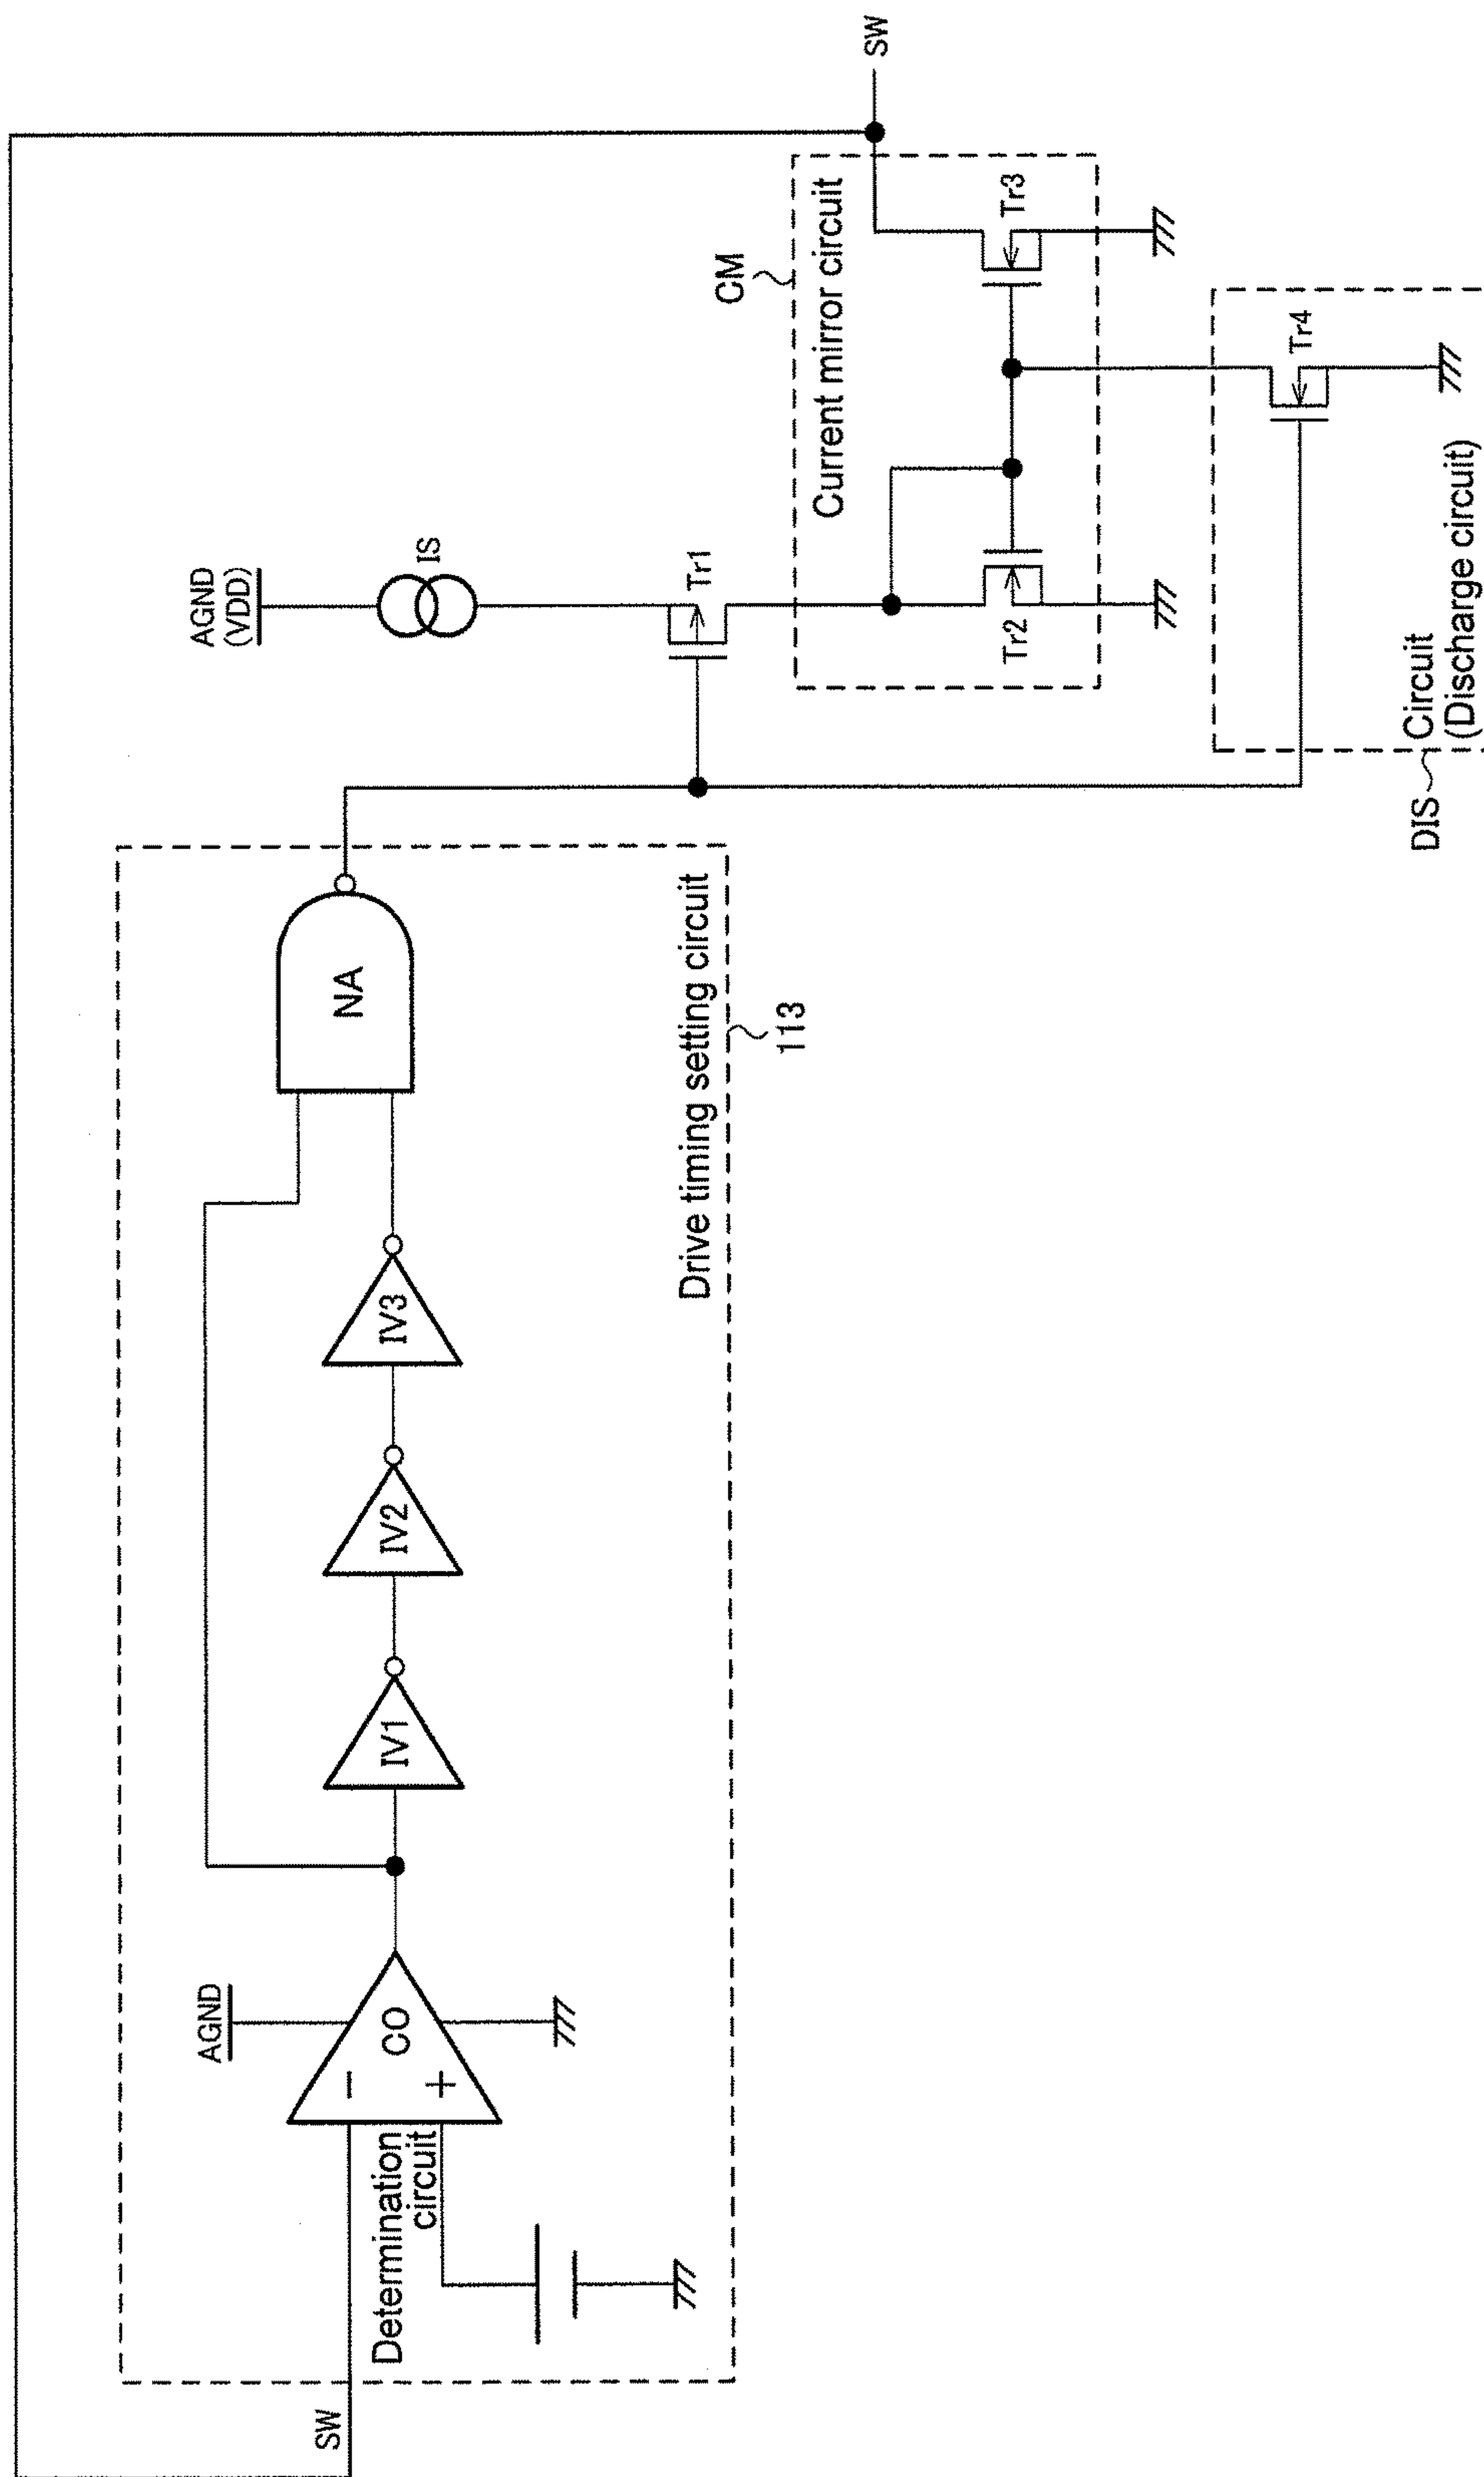 SW
Determination
circuit
AGND
−
+
CO
IV1
IV2
IV3
NA
Drive timing setting circuit
113
AGND
(VDD)
IS
Tr1
CM
Current mirror circuit
Tr2
Tr3
SW
DIS
Circuit
(Discharge circuit)
Tr4